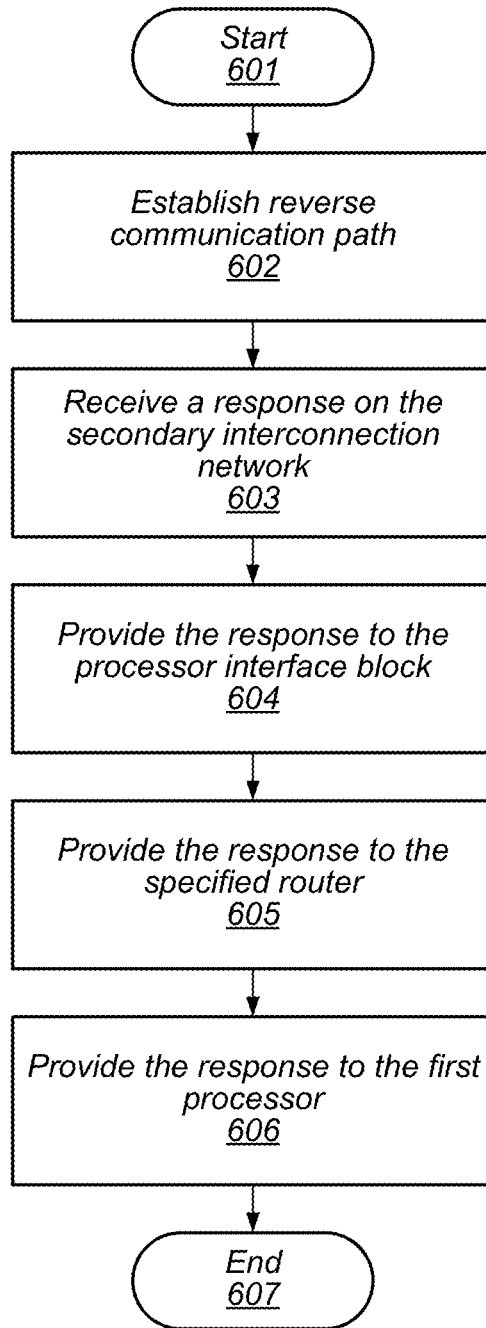 Start
601
Establish reverse
communication path
602
Receive a response on the
secondary interconnection
network
603
Provide the response to the
processor interface block
604
Provide the response to the
specified router
605
Provide the response to the first
processor
606
End
607